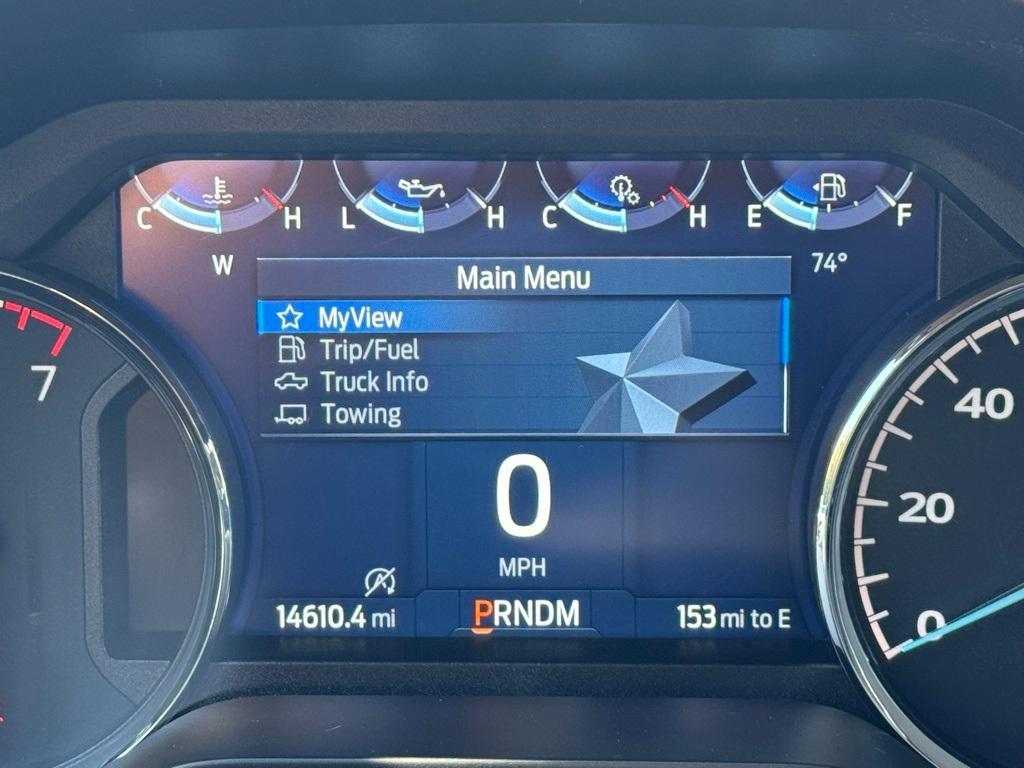 C H L H C H E F
W 74°
Main Menu
MyView
Trip/Fuel
Truck Info
Towing
7
40
20
0
0
MPH
14610.4 mi PRNDM 153 mi to E